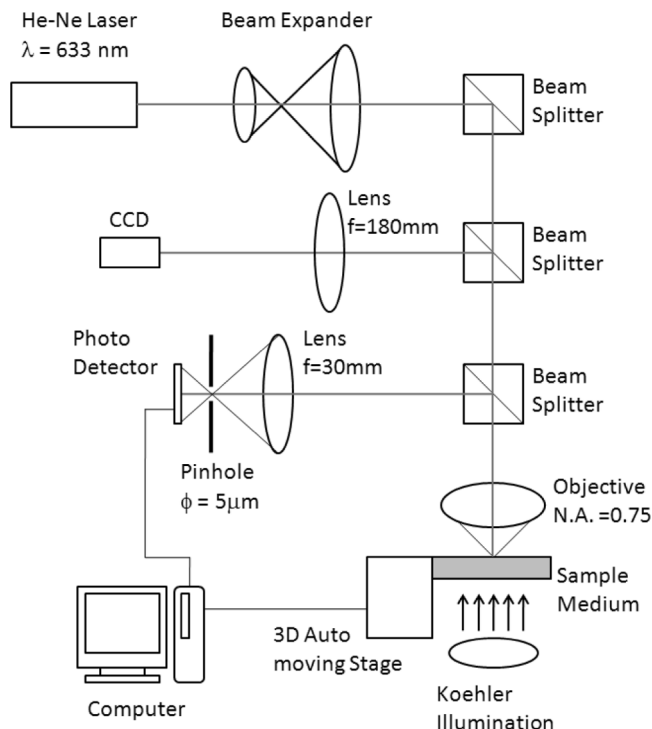 He-Ne Laser
λ = 633 nm
Beam Expander
Beam
Splitter
CCD
Lens
f=180mm
Beam
Splitter
Photo
Detector
Lens
f=30mm
Beam
Splitter
Pinhole
ϕ = 5μm
Objective
N.A. =0.75
Sample
Medium
3D Auto
moving Stage
Computer
Koehler
Illumination